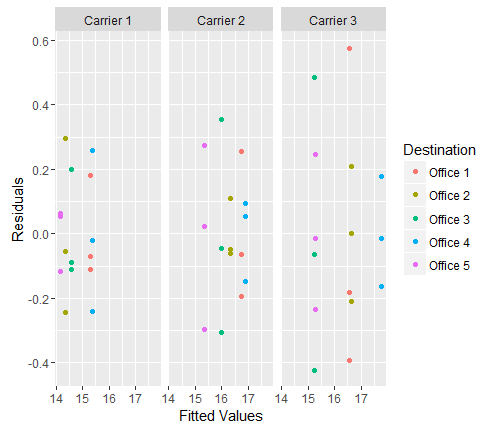 Carrier 1 Carrier 2 Carrier 3
0.6
0.4
0.2
0.0
-0.2
-0.4
Residuals
14 15 16 17 14 15 16 17 14 15 16 17
Fitted Values
Destination
Office 1
Office 2
Office 3
Office 4
Office 5